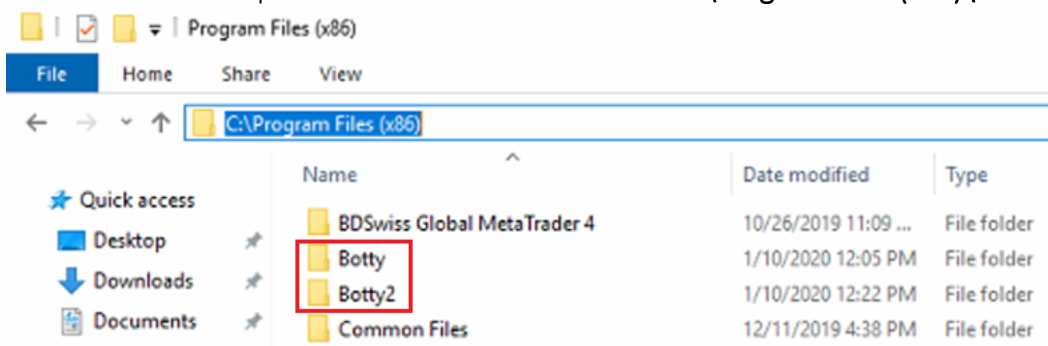 Program Files (x86)
File Home Share View
C:\Program Files (x86)
Name Date modified Type
Quick access
Desktop
Downloads
Documents
BDSwiss Global MetaTrader 4 10/26/2019 11:09 ... File folder
Botty 1/10/2020 12:05 PM File folder
Botty2 1/10/2020 12:22 PM File folder
Common Files 12/11/2019 4:38 PM File folder